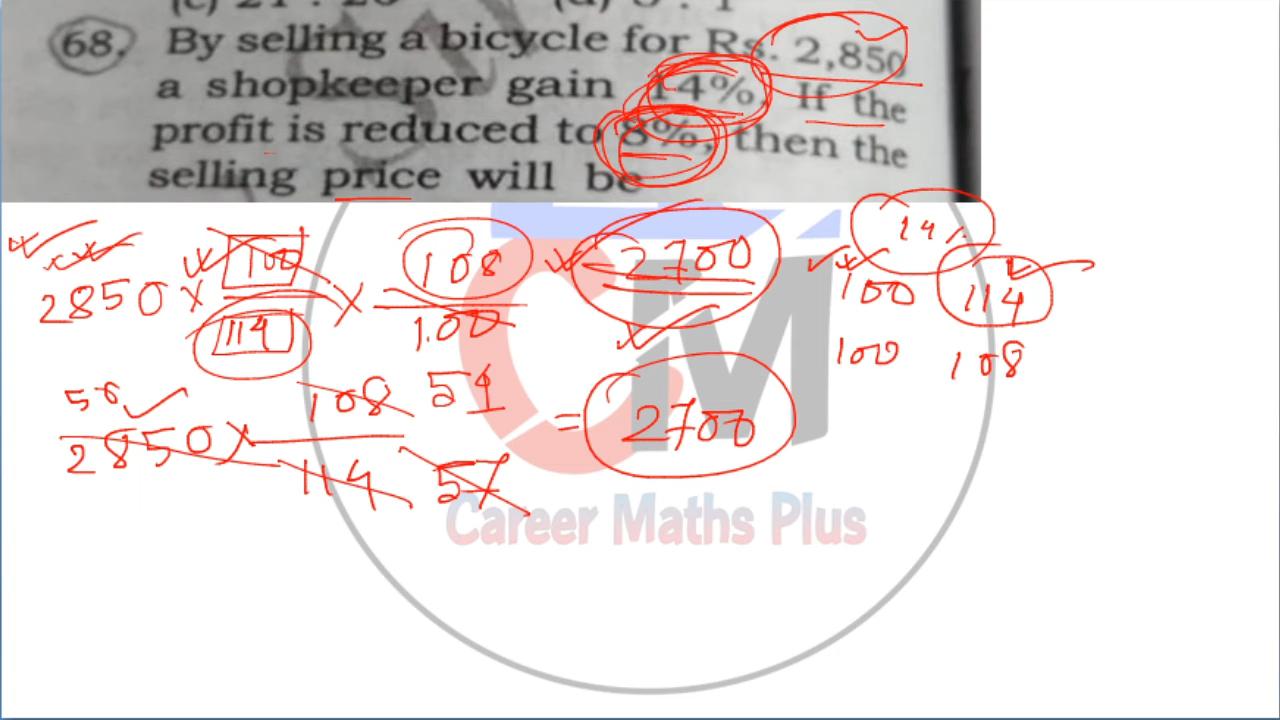 68. By selling a bicycle for Rs. 2,850
a shopkeeper gain 14%. If the
profit is reduced to 8%, then the
selling price will be
14%
2850 × 100/114 × 108/100 2700 100 114
100 108
50 108 54
2850 × 114 57 = 2700
CM
Career Maths Plus